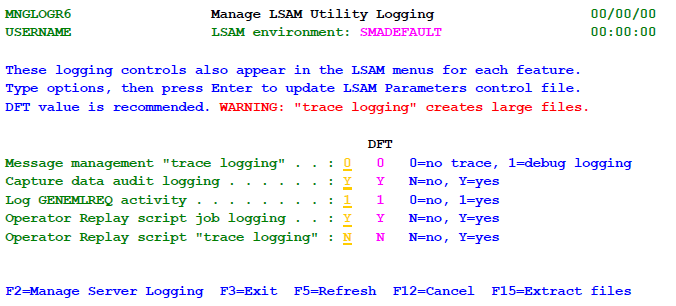 MNGLOGR6 Manage LSAM Utility Logging 00/00/00
USERNAME LSAM environment: SMADEFAULT 00:00:00
These logging controls also appear in the LSAM menus for each feature.
Type options, then press Enter to update LSAM Parameters control file.
DFT value is recommended. WARNING: "trace logging" creates large files.
DFT
Message management "trace logging" . . : 0 0 0=no trace, 1=debug logging
Capture data audit logging . . . . . . . : Y Y N=no, Y=yes
Log GENEMLREQ activity . . . . . . . . : 1 1 0=no, 1=yes
Operator Replay script job logging . . : Y Y N=no, Y=yes
Operator Replay script "trace logging" : N N N=no, Y=yes
F2=Manage Server Logging F3=Exit F5=Refresh F12=Cancel F15=Extract files